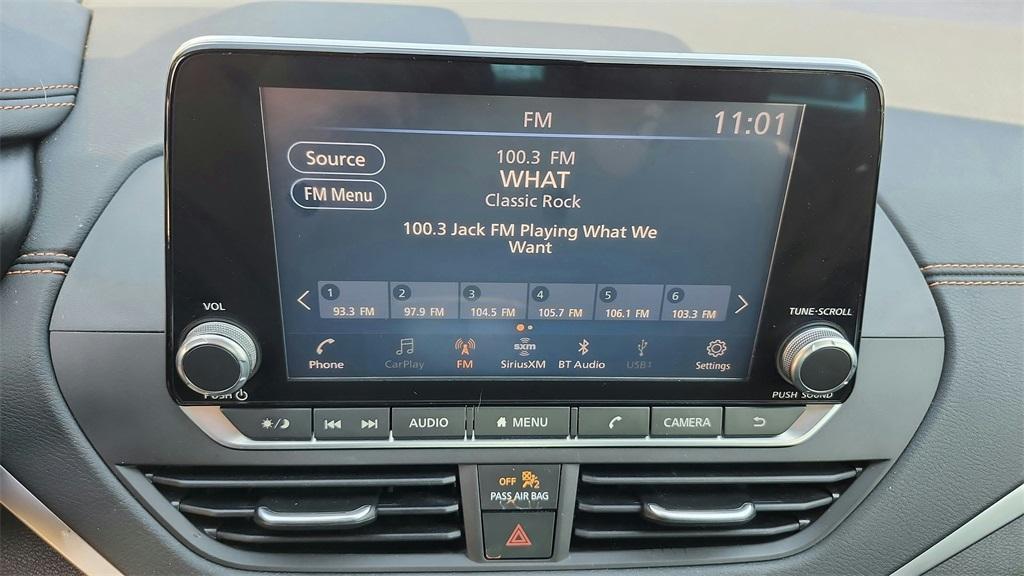 FM
11:01
Source
FM Menu
100.3 FM
WHAT
Classic Rock
100.3 Jack FM Playing What We
Want
1
93.3 FM
2
97.9 FM
3
104.5 FM
4
105.7 FM
5
106.1 FM
6
103.3 FM
VOL
TUNE·SCROLL
Phone
CarPlay
FM
sxm
SiriusXM
BT Audio
USB1
Settings
PUSH
PUSH SOUND
AUDIO
MENU
CAMERA
OFF 2
PASS AIR BAG